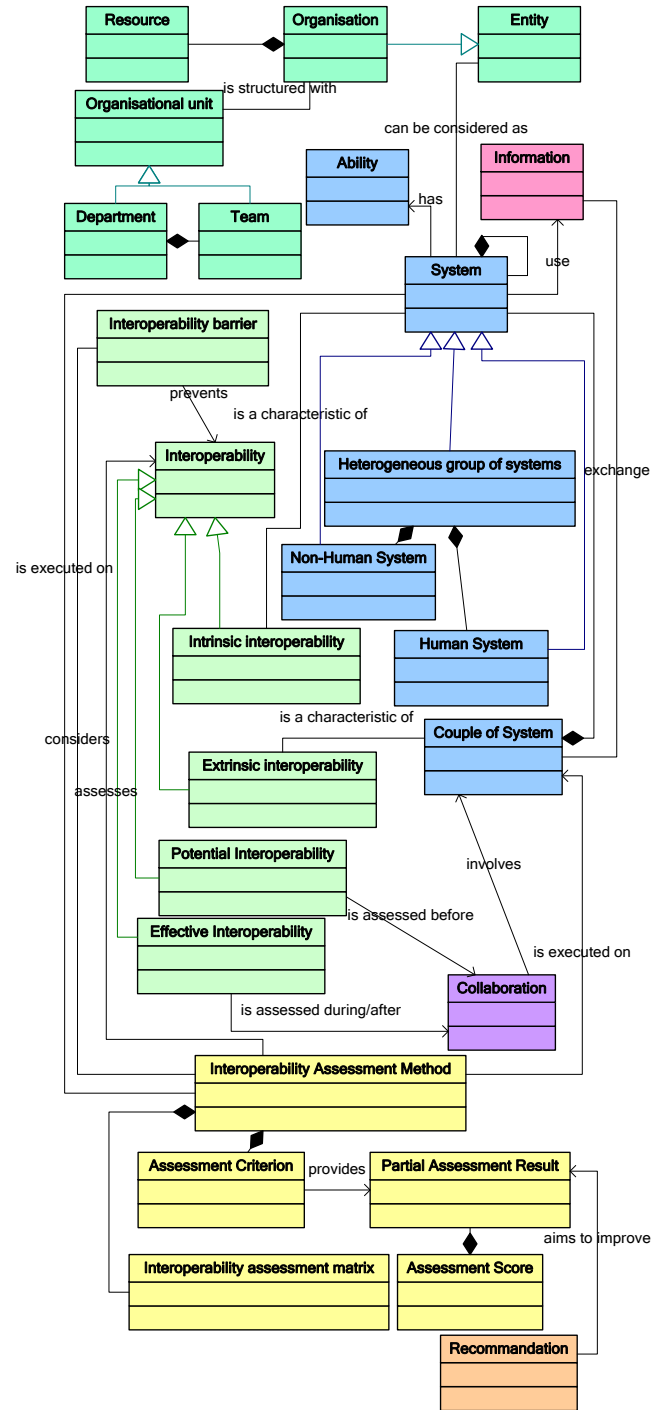 Resource
Organisation
Entity
is structured with
Organisational unit
can be considered as
Ability
Information
has
Department
Team
System
use
Interoperability barrier
prevents
is a characteristic of
Interoperability
Heterogeneous group of systems
exchange
Non-Human System
is executed on
Intrinsic interoperability
Human System
is a characteristic of
Couple of System
considers
Extrinsic interoperability
assesses
Potential Interoperability
involves
is assessed before
Effective Interoperability
is executed on
Collaboration
is assessed during/after
Interoperability Assessment Method
Assessment Criterion
provides
Partial Assessment Result
aims to improve
Interoperability assessment matrix
Assessment Score
Recommandation